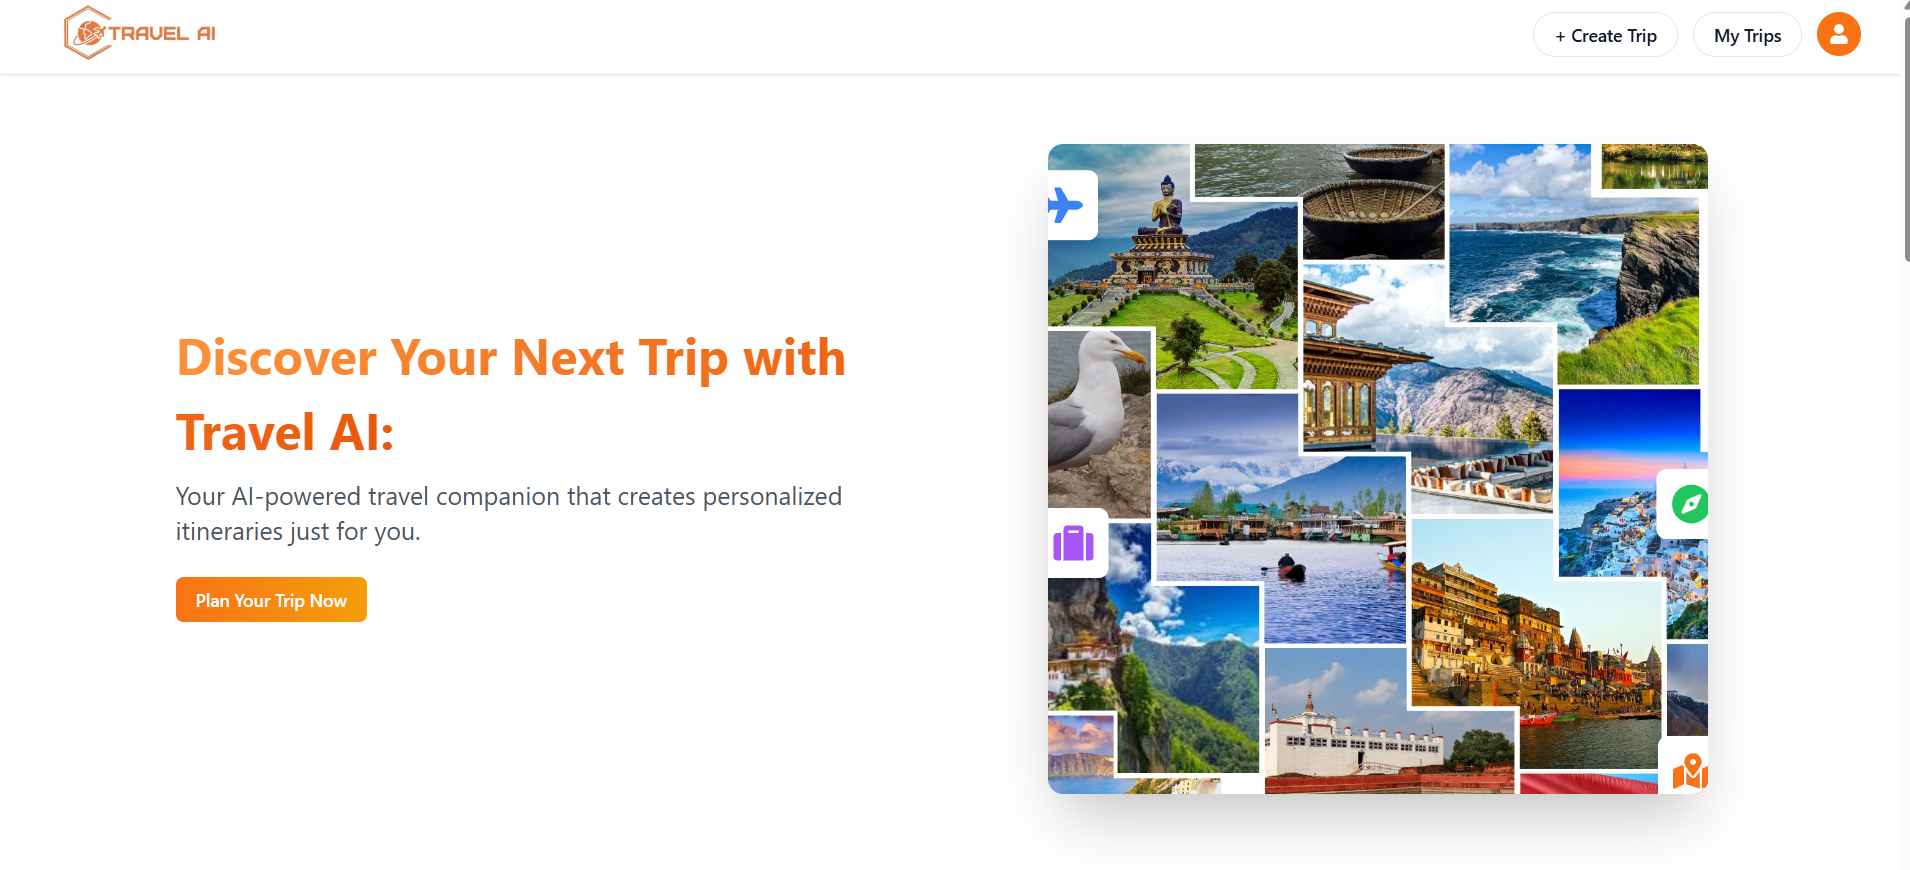 TRAVEL AI
+ Create Trip
My Trips
Discover Your Next Trip with
Travel AI:
Your AI-powered travel companion that creates personalized
itineraries just for you.
Plan Your Trip Now